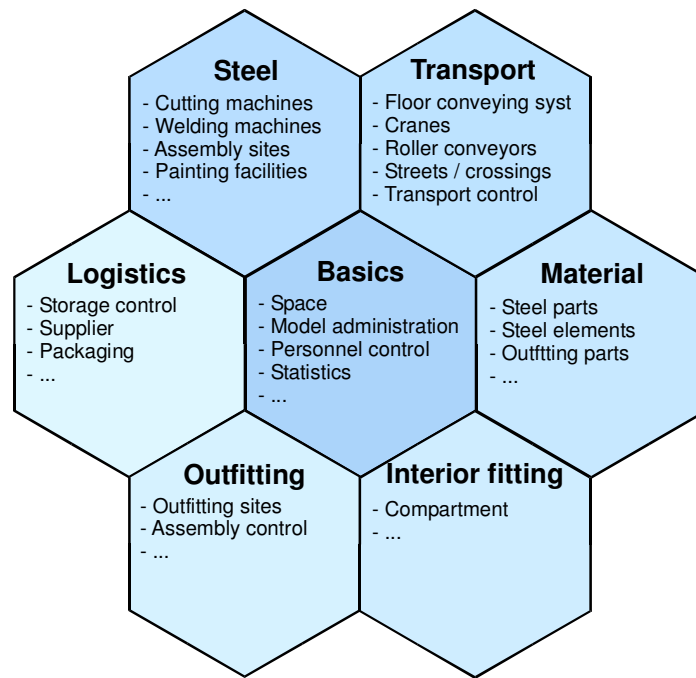 Steel
- Cutting machines
- Welding machines
- Assembly sites
- Painting facilities
- ...
Transport
- Floor conveying syst
- Cranes
- Roller conveyors
- Streets / crossings
- Transport control
Logistics
- Storage control
- Supplier
- Packaging
- ...
Basics
- Space
- Model administration
- Personnel control
- Statistics
- ...
Material
- Steel parts
- Steel elements
- Outftting parts
- ...
Outfitting
- Outfitting sites
- Assembly control
- ...
Interior fitting
- Compartment
- ...